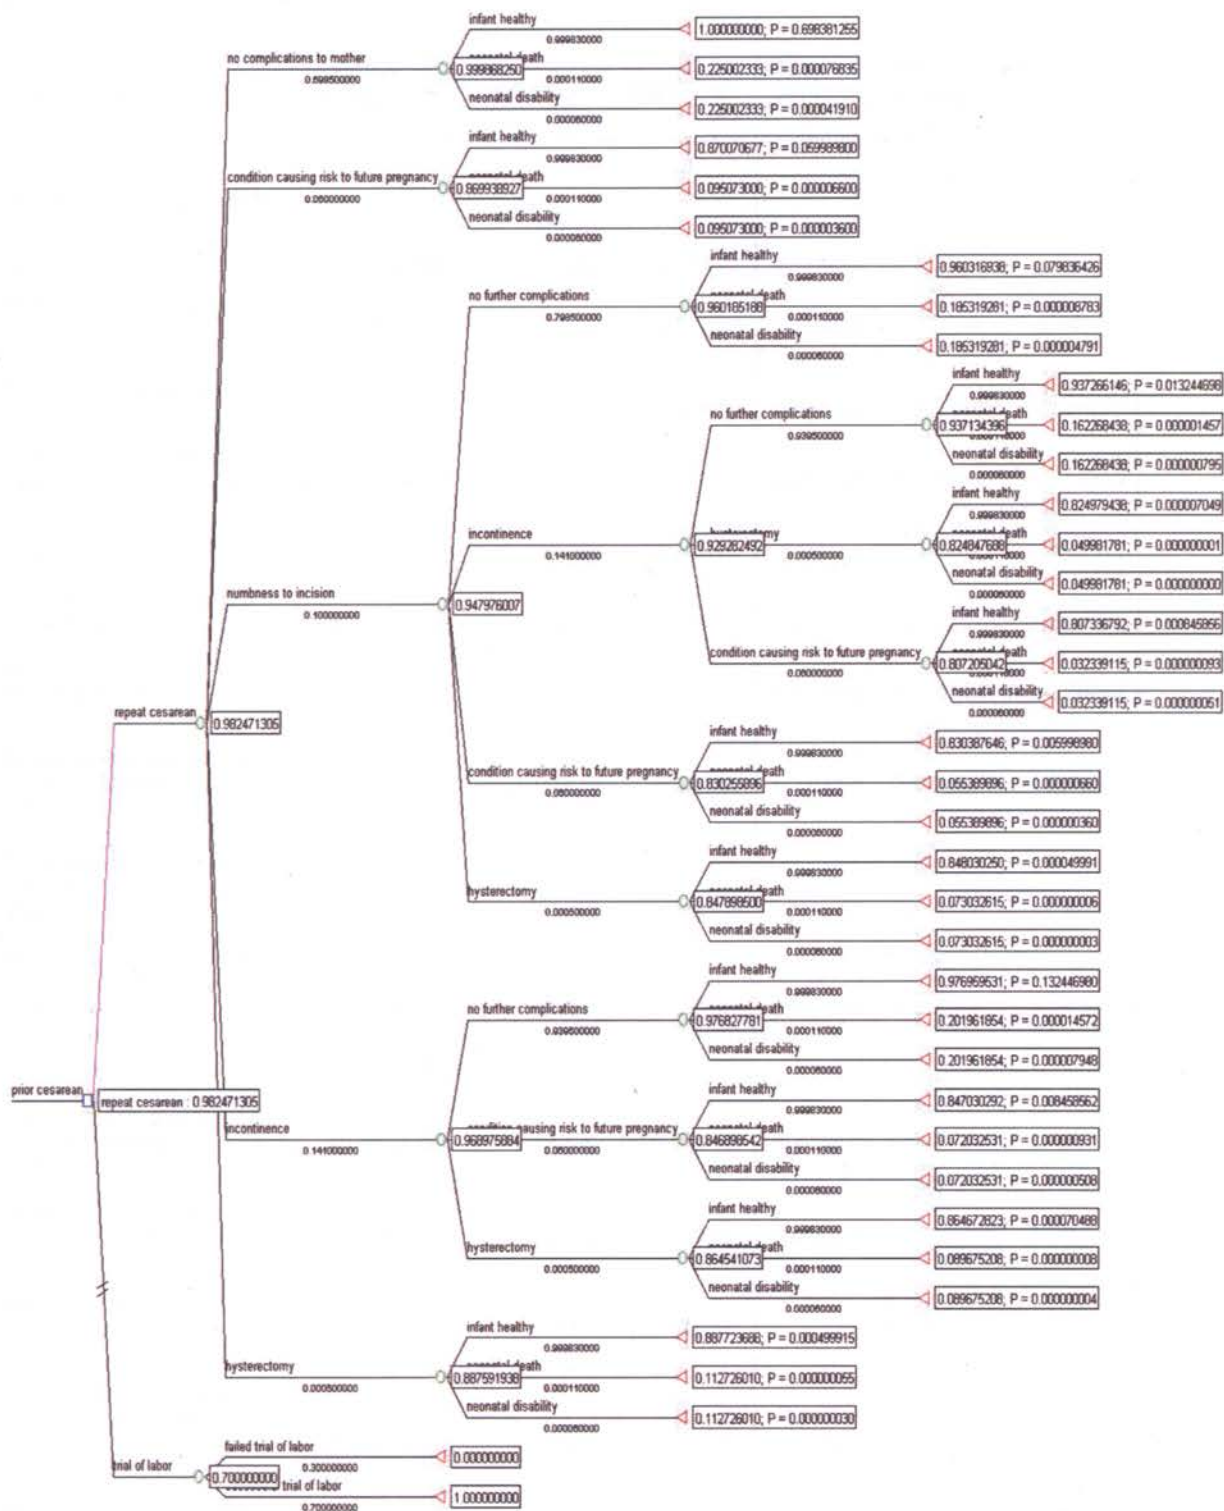 infant healthy
0.999830000
1.000000000; P = 0.698381255
no complications to mother
0.698500000
0.999868250
death
0.000110000
0.225002333; P = 0.000076835
neonatal disability
0.000060000
0.225002333; P = 0.000041910
infant healthy
0.999830000
0.870070677; P = 0.059989800
condition causing risk to future pregnancy
0.060000000
0.869938927
death
0.000110000
0.095073000; P = 0.000006600
neonatal disability
0.000060000
0.095073000; P = 0.000003600
infant healthy
0.999830000
0.960316938; P = 0.079836426
no further complications
0.798500000
0.960185188
death
0.000110000
0.185319281; P = 0.000008783
neonatal disability
0.000060000
0.185319281; P = 0.000004791
infant healthy
0.999830000
0.937266146; P = 0.013244698
no further complications
0.939500000
0.937134396
death
0.162268438; P = 0.000001457
neonatal disability
0.000060000
0.162268438; P = 0.000000795
infant healthy
0.999830000
0.824979438; P = 0.000007049
incontinence
0.141000000
0.929282492
0.000500000
0.824847688
death
0.049981781; P = 0.000000001
neonatal disability
0.000060000
0.049981781; P = 0.000000000
numbness to incision
0.100000000
0.947976007
infant healthy
0.999830000
0.807336792; P = 0.000845856
condition causing risk to future pregnancy
0.060000000
0.807205042
death
0.032339115; P = 0.000000093
neonatal disability
0.000060000
0.032339115; P = 0.000000051
repeat cesarean
0.982471305
infant healthy
0.999830000
0.830387646; P = 0.005998980
condition causing risk to future pregnancy
0.060000000
0.830255896
death
0.000110000
0.055389896; P = 0.000000660
neonatal disability
0.000060000
0.055389896; P = 0.000000360
infant healthy
0.999830000
0.848030250; P = 0.000049991
hysterectomy
0.000500000
0.847898500
death
0.000110000
0.073032615; P = 0.000000006
neonatal disability
0.000060000
0.073032615; P = 0.000000003
infant healthy
0.999830000
0.976959531; P = 0.132446980
no further complications
0.939500000
0.976827781
death
0.000110000
0.201961854; P = 0.000014572
neonatal disability
0.000060000
0.201961854; P = 0.000007948
prior cesarean
repeat cesarean : 0.982471305
infant healthy
0.999830000
0.847030292; P = 0.008458562
incontinence
0.141000000
0.968975884
causing risk to future pregnancy
0.060000000
0.846898542
death
0.000110000
0.072032531; P = 0.000000931
neonatal disability
0.000060000
0.072032531; P = 0.000000508
infant healthy
0.999830000
0.864672823; P = 0.000070488
hysterectomy
0.000500000
0.864541073
death
0.000110000
0.089675208; P = 0.000000008
neonatal disability
0.000060000
0.089675208; P = 0.000000004
infant healthy
0.999830000
0.887723688; P = 0.000499915
hysterectomy
0.000500000
0.887591938
death
0.000110000
0.112726010; P = 0.000000055
neonatal disability
0.000060000
0.112726010; P = 0.000000030
failed trial of labor
0.300000000
0.000000000
trial of labor
0.700000000
trial of labor
0.700000000
1.000000000